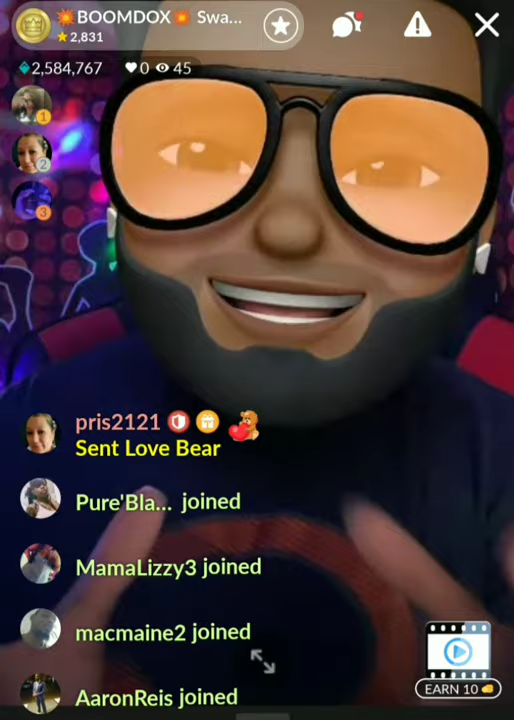 💥BOOMDOX💥 Swa...
2,831
2,584,767 0 45
1
2
3
pris2121
Sent Love Bear
Pure'Bla... joined
MamaLizzy3 joined
macmaine2 joined
AaronReis joined
EARN 10